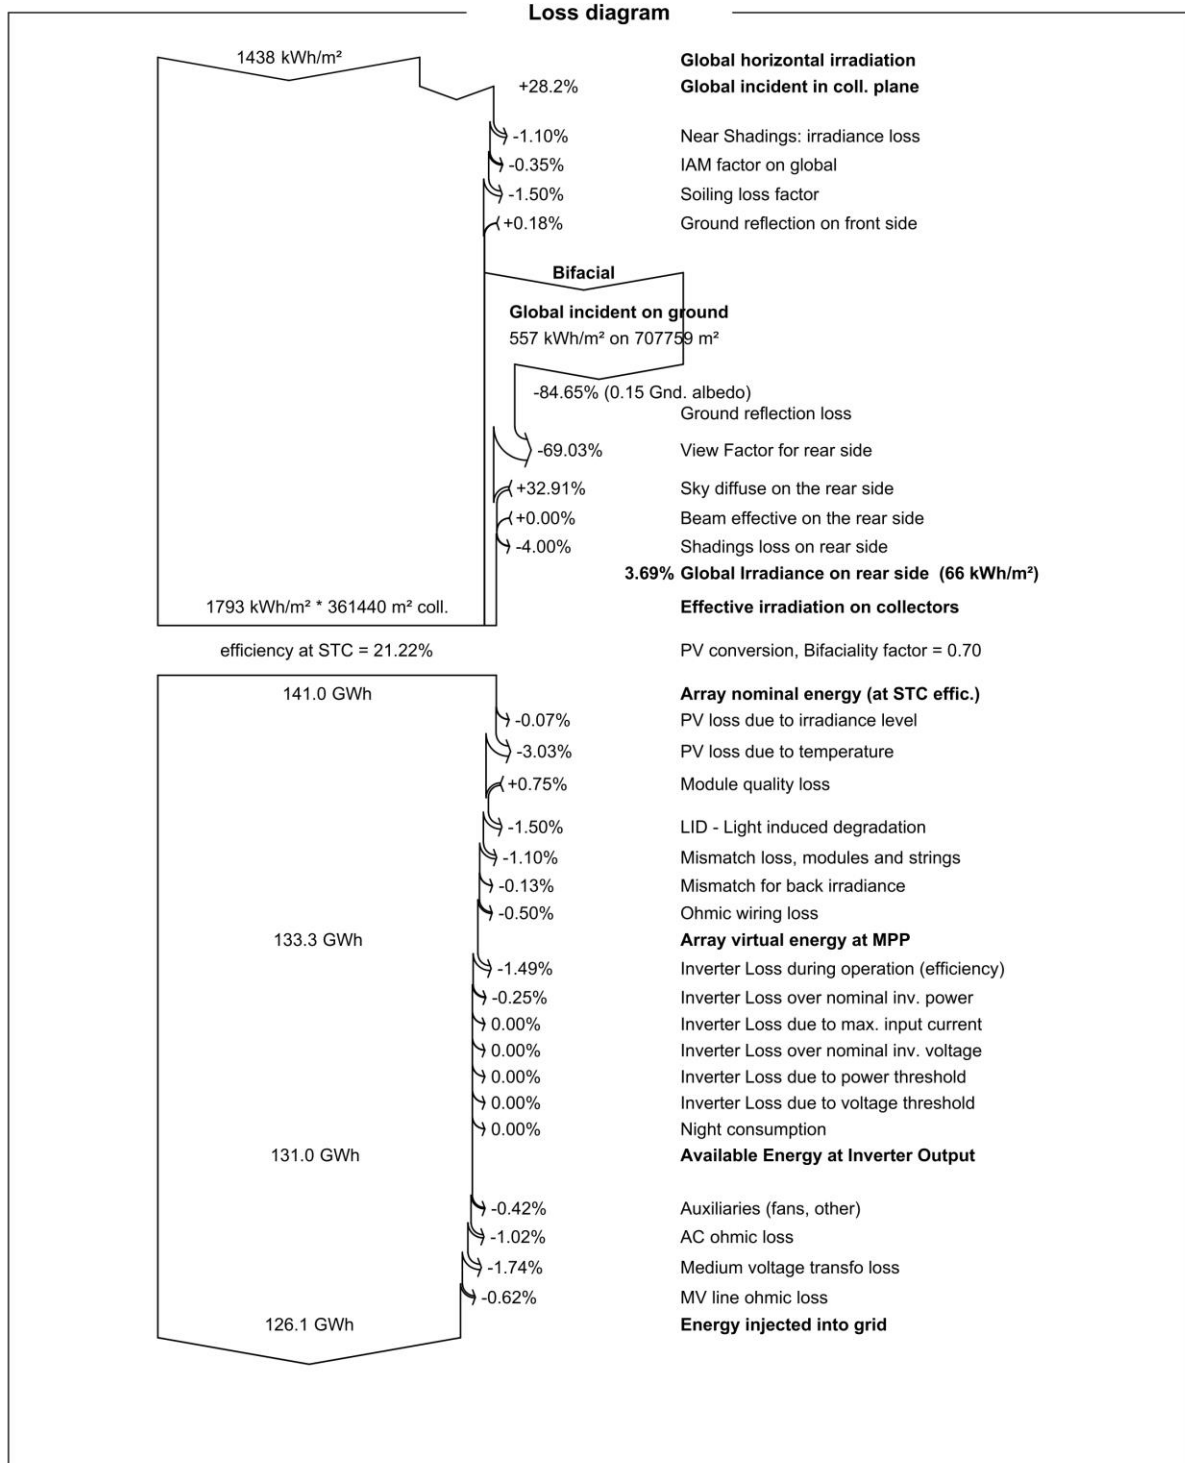 Loss diagram
1438 kWh/m² Global horizontal irradiation
+28.2% Global incident in coll. plane
-1.10% Near Shadings: irradiance loss
-0.35% IAM factor on global
-1.50% Soiling loss factor
+0.18% Ground reflection on front side
Bifacial
Global incident on ground
557 kWh/m² on 707759 m²
-84.65% (0.15 Gnd. albedo)
Ground reflection loss
-69.03% View Factor for rear side
+32.91% Sky diffuse on the rear side
+0.00% Beam effective on the rear side
-4.00% Shadings loss on rear side
3.69% Global Irradiance on rear side (66 kWh/m²)
1793 kWh/m² * 361440 m² coll. Effective irradiation on collectors
efficiency at STC = 21.22% PV conversion, Bifaciality factor = 0.70
141.0 GWh Array nominal energy (at STC effic.)
-0.07% PV loss due to irradiance level
-3.03% PV loss due to temperature
+0.75% Module quality loss
-1.50% LID - Light induced degradation
-1.10% Mismatch loss, modules and strings
-0.13% Mismatch for back irradiance
-0.50% Ohmic wiring loss
133.3 GWh Array virtual energy at MPP
-1.49% Inverter Loss during operation (efficiency)
-0.25% Inverter Loss over nominal inv. power
0.00% Inverter Loss due to max. input current
0.00% Inverter Loss over nominal inv. voltage
0.00% Inverter Loss due to power threshold
0.00% Inverter Loss due to voltage threshold
0.00% Night consumption
131.0 GWh Available Energy at Inverter Output
-0.42% Auxiliaries (fans, other)
-1.02% AC ohmic loss
-1.74% Medium voltage transfo loss
-0.62% MV line ohmic loss
126.1 GWh Energy injected into grid